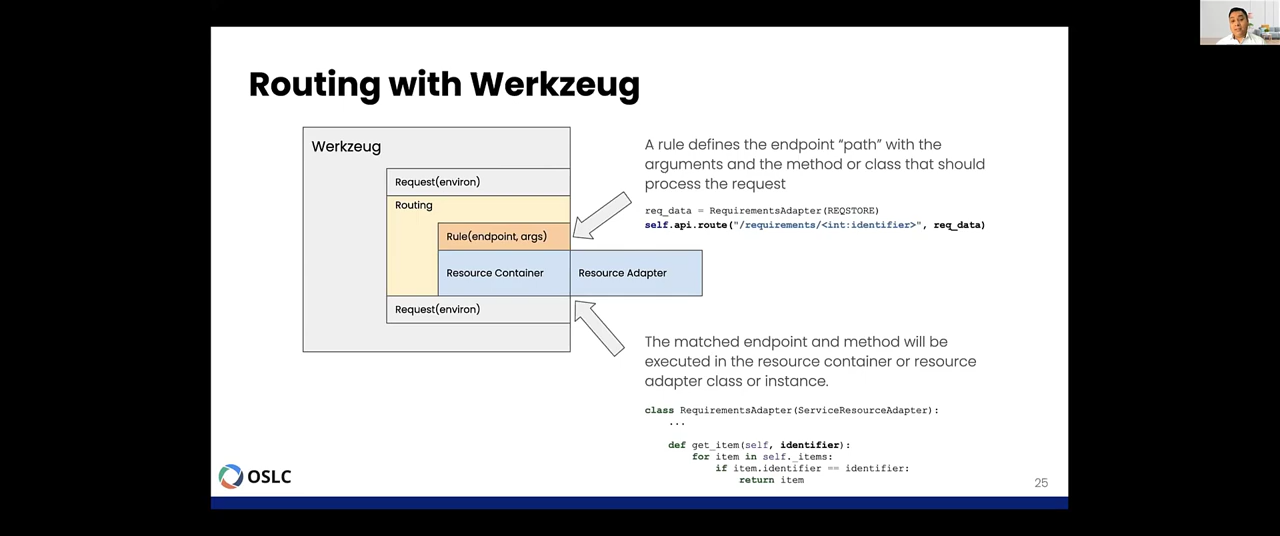 Routing with Werkzeug
Werkzeug
Request(environ)
Routing
Rule(endpoint, args)
Resource Container
Resource Adapter
Request(environ)
A rule defines the endpoint “path” with the
arguments and the method or class that should
process the request
req_data = RequirementsAdapter(REQSTORE)
self.api.route("/requirements/<int:identifier>", req_data)
The matched endpoint and method will be
executed in the resource container or resource
adapter class or instance.
class RequirementsAdapter(ServiceResourceAdapter):
...
def get_item(self, identifier):
for item in self._items:
if item.identifier == identifier:
return item
OSLC
25